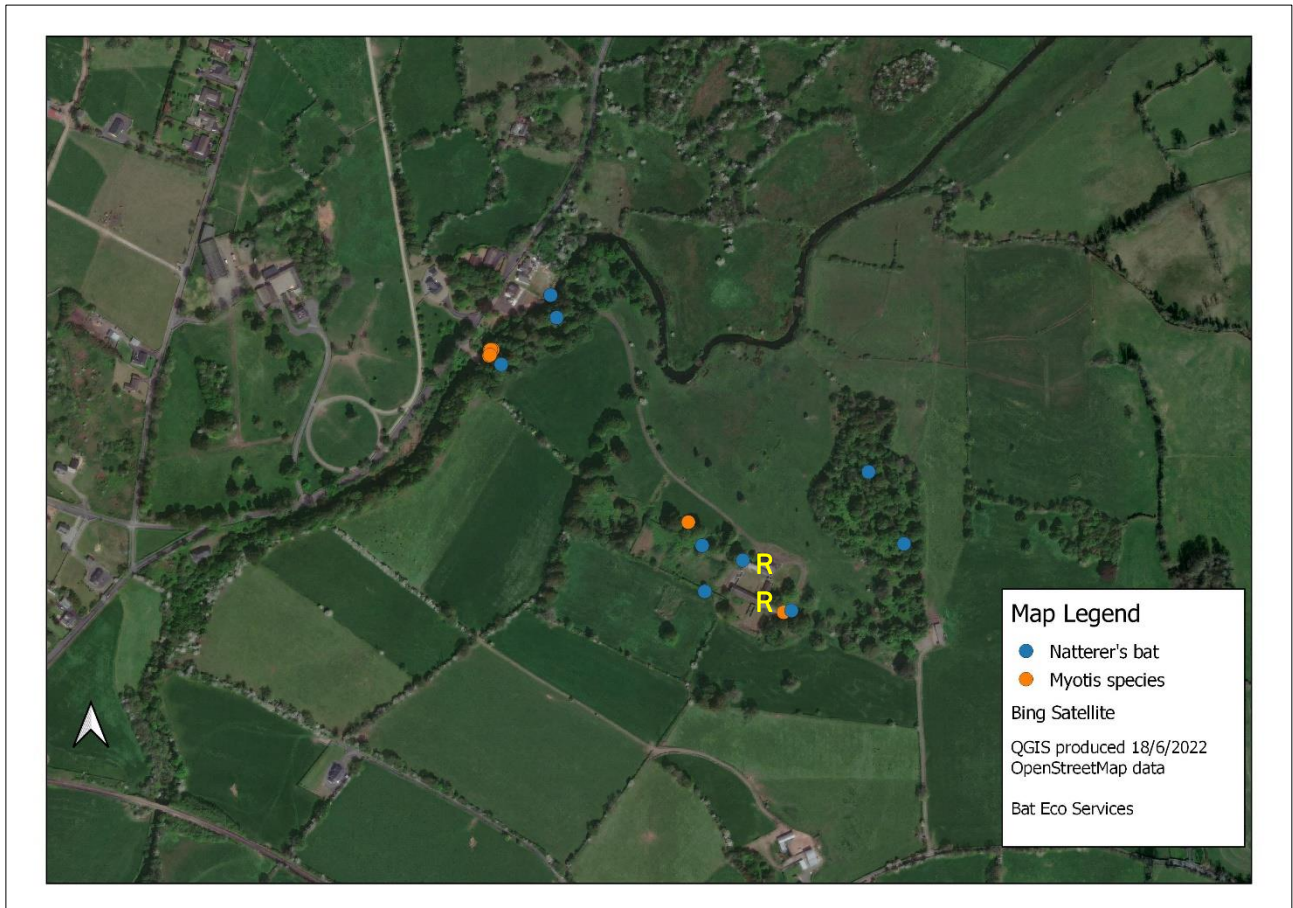 R
R
Map Legend
Natterer's bat
Myotis species
Bing Satellite
QGIS produced 18/6/2022
OpenStreetMap data
Bat Eco Services